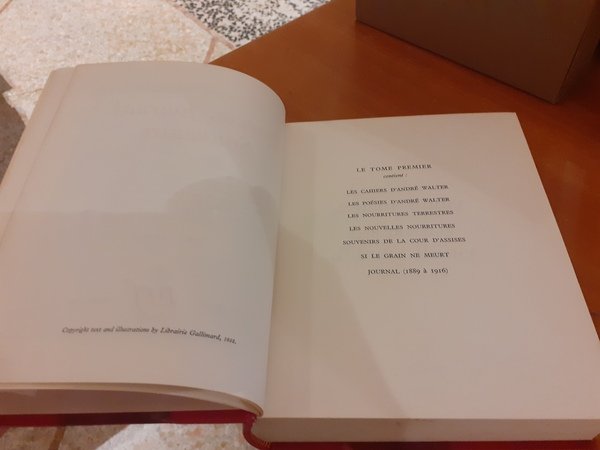 Copyright text and illustrations by Librairie Gallimard,
LE TOME PREMIER
contient :
LES CAHIERS D'ANDRÉ WALTER
LES POÉSIES D'ANDRÉ WALTER
LES NOURRITURES TERRESTRES
LES NOUVELLES NOURRITURES
SOUVENIRS DE LA COUR D'ASSISES
SI LE GRAIN NE MEURT
JOURNAL (1889 à 1916)